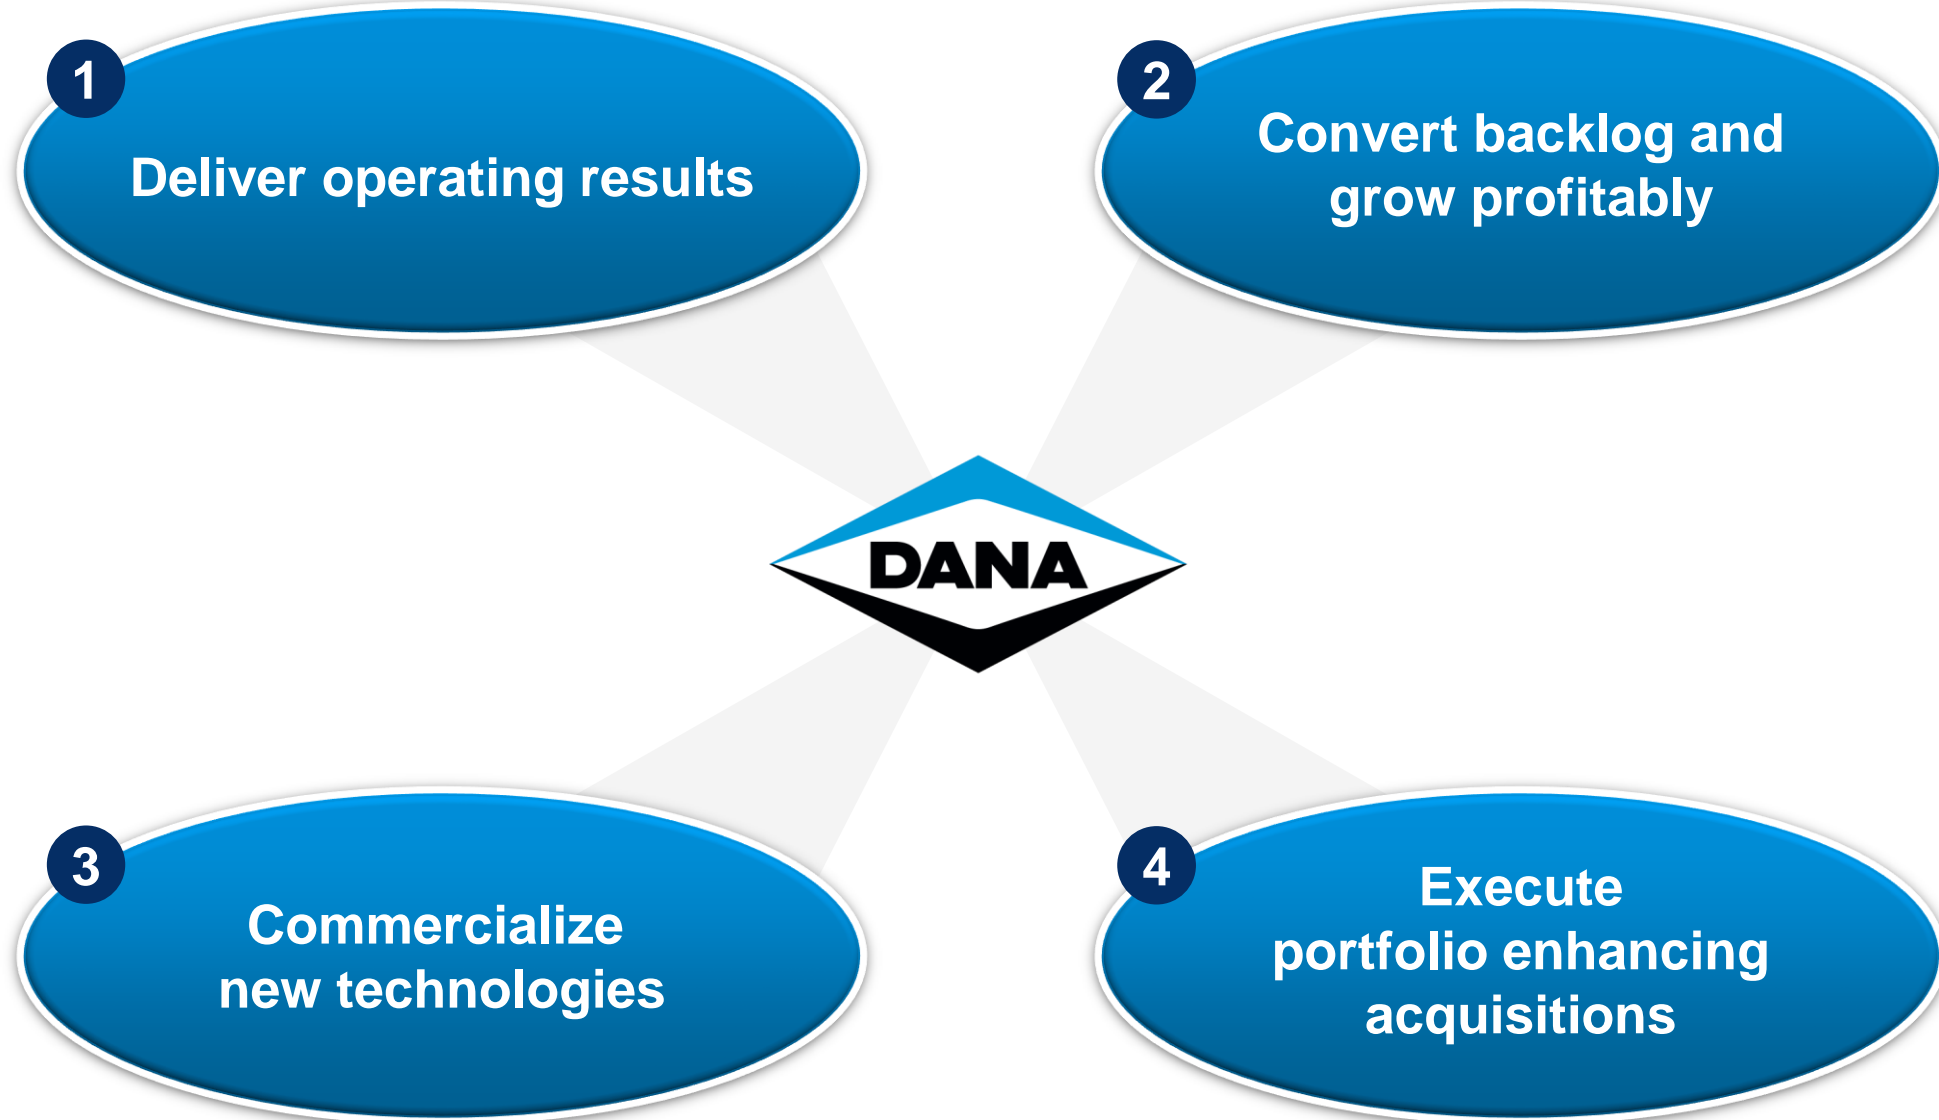 1
Deliver operating results
2
Convert backlog and
grow profitably
DANA
3
Commercialize
new technologies
4
Execute
portfolio enhancing
acquisitions